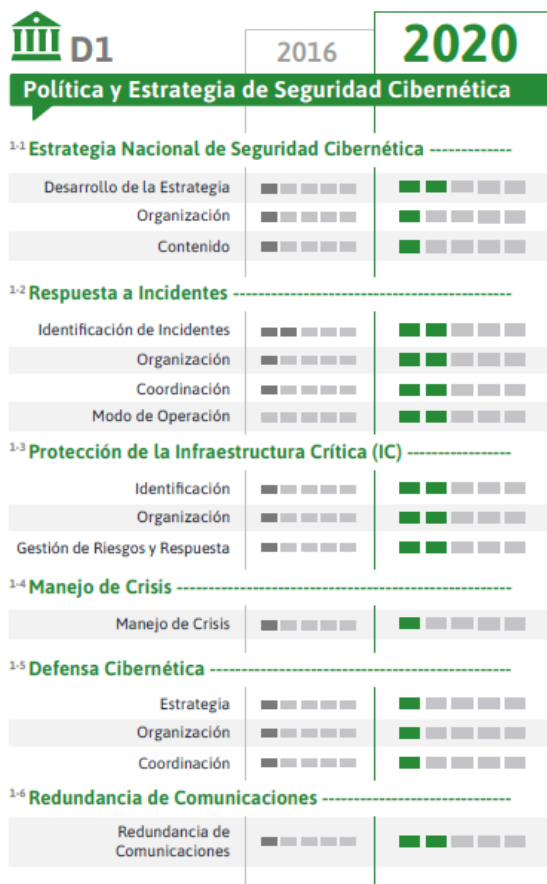 D1
2016
2020
Política y Estrategia de Seguridad Cibernética
1-1 Estrategia Nacional de Seguridad Cibernética -------------
Desarrollo de la Estrategia
Organización
Contenido
1-2 Respuesta a Incidentes -----------------------------------
Identificación de Incidentes
Organización
Coordinación
Modo de Operación
1-3 Protección de la Infraestructura Crítica (IC) ----------------
Identificación
Organización
Gestión de Riesgos y Respuesta
1-4 Manejo de Crisis ------------------------------------------
Manejo de Crisis
1-5 Defensa Cibernética --------------------------------------
Estrategia
Organización
Coordinación
1-6 Redundancia de Comunicaciones ------------------------
Redundancia de
Comunicaciones